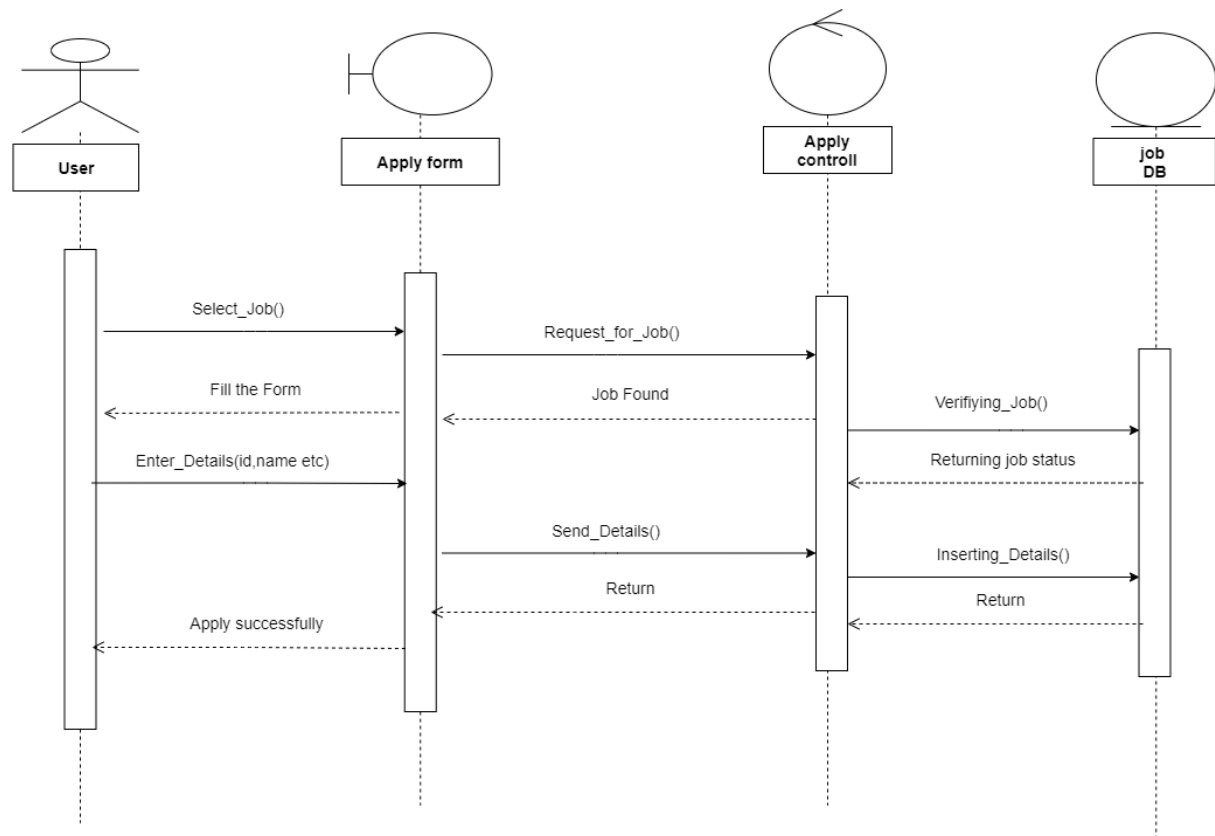 User
Apply form
Apply
controll
job
DB
Select_Job()
Request_for_Job()
Fill the Form
Job Found
Verifiying_Job()
Enter_Details(id,name etc)
Returning job status
Send_Details()
Inserting_Details()
Return
Return
Apply successfully